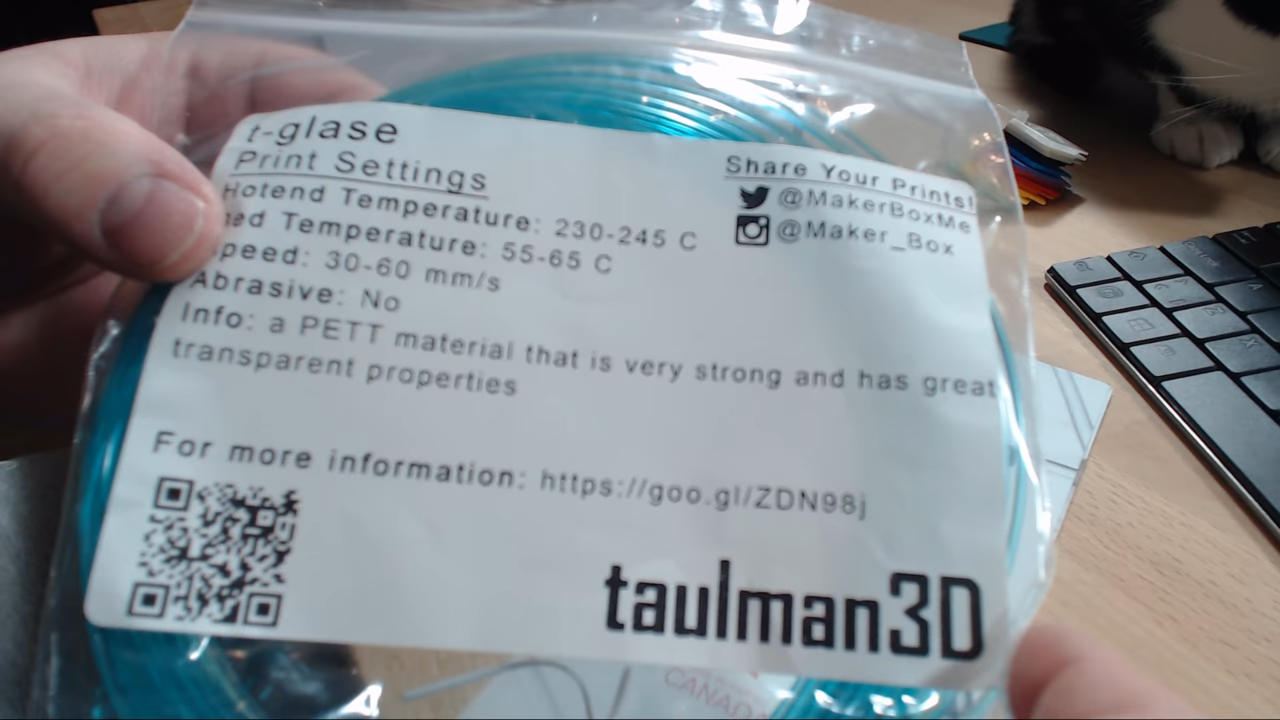 t-glase
Print Settings
Hotend Temperature: 230-245 C
Bed Temperature: 55-65 C
Speed: 30-60 mm/s
Abrasive: No
Info: a PETT material that is very strong and has great
transparent properties
Share Your Prints!
@MakerBoxMe
@Maker_Box
For more information: https://goo.gl/ZDN98j
taulman3D
CANADA